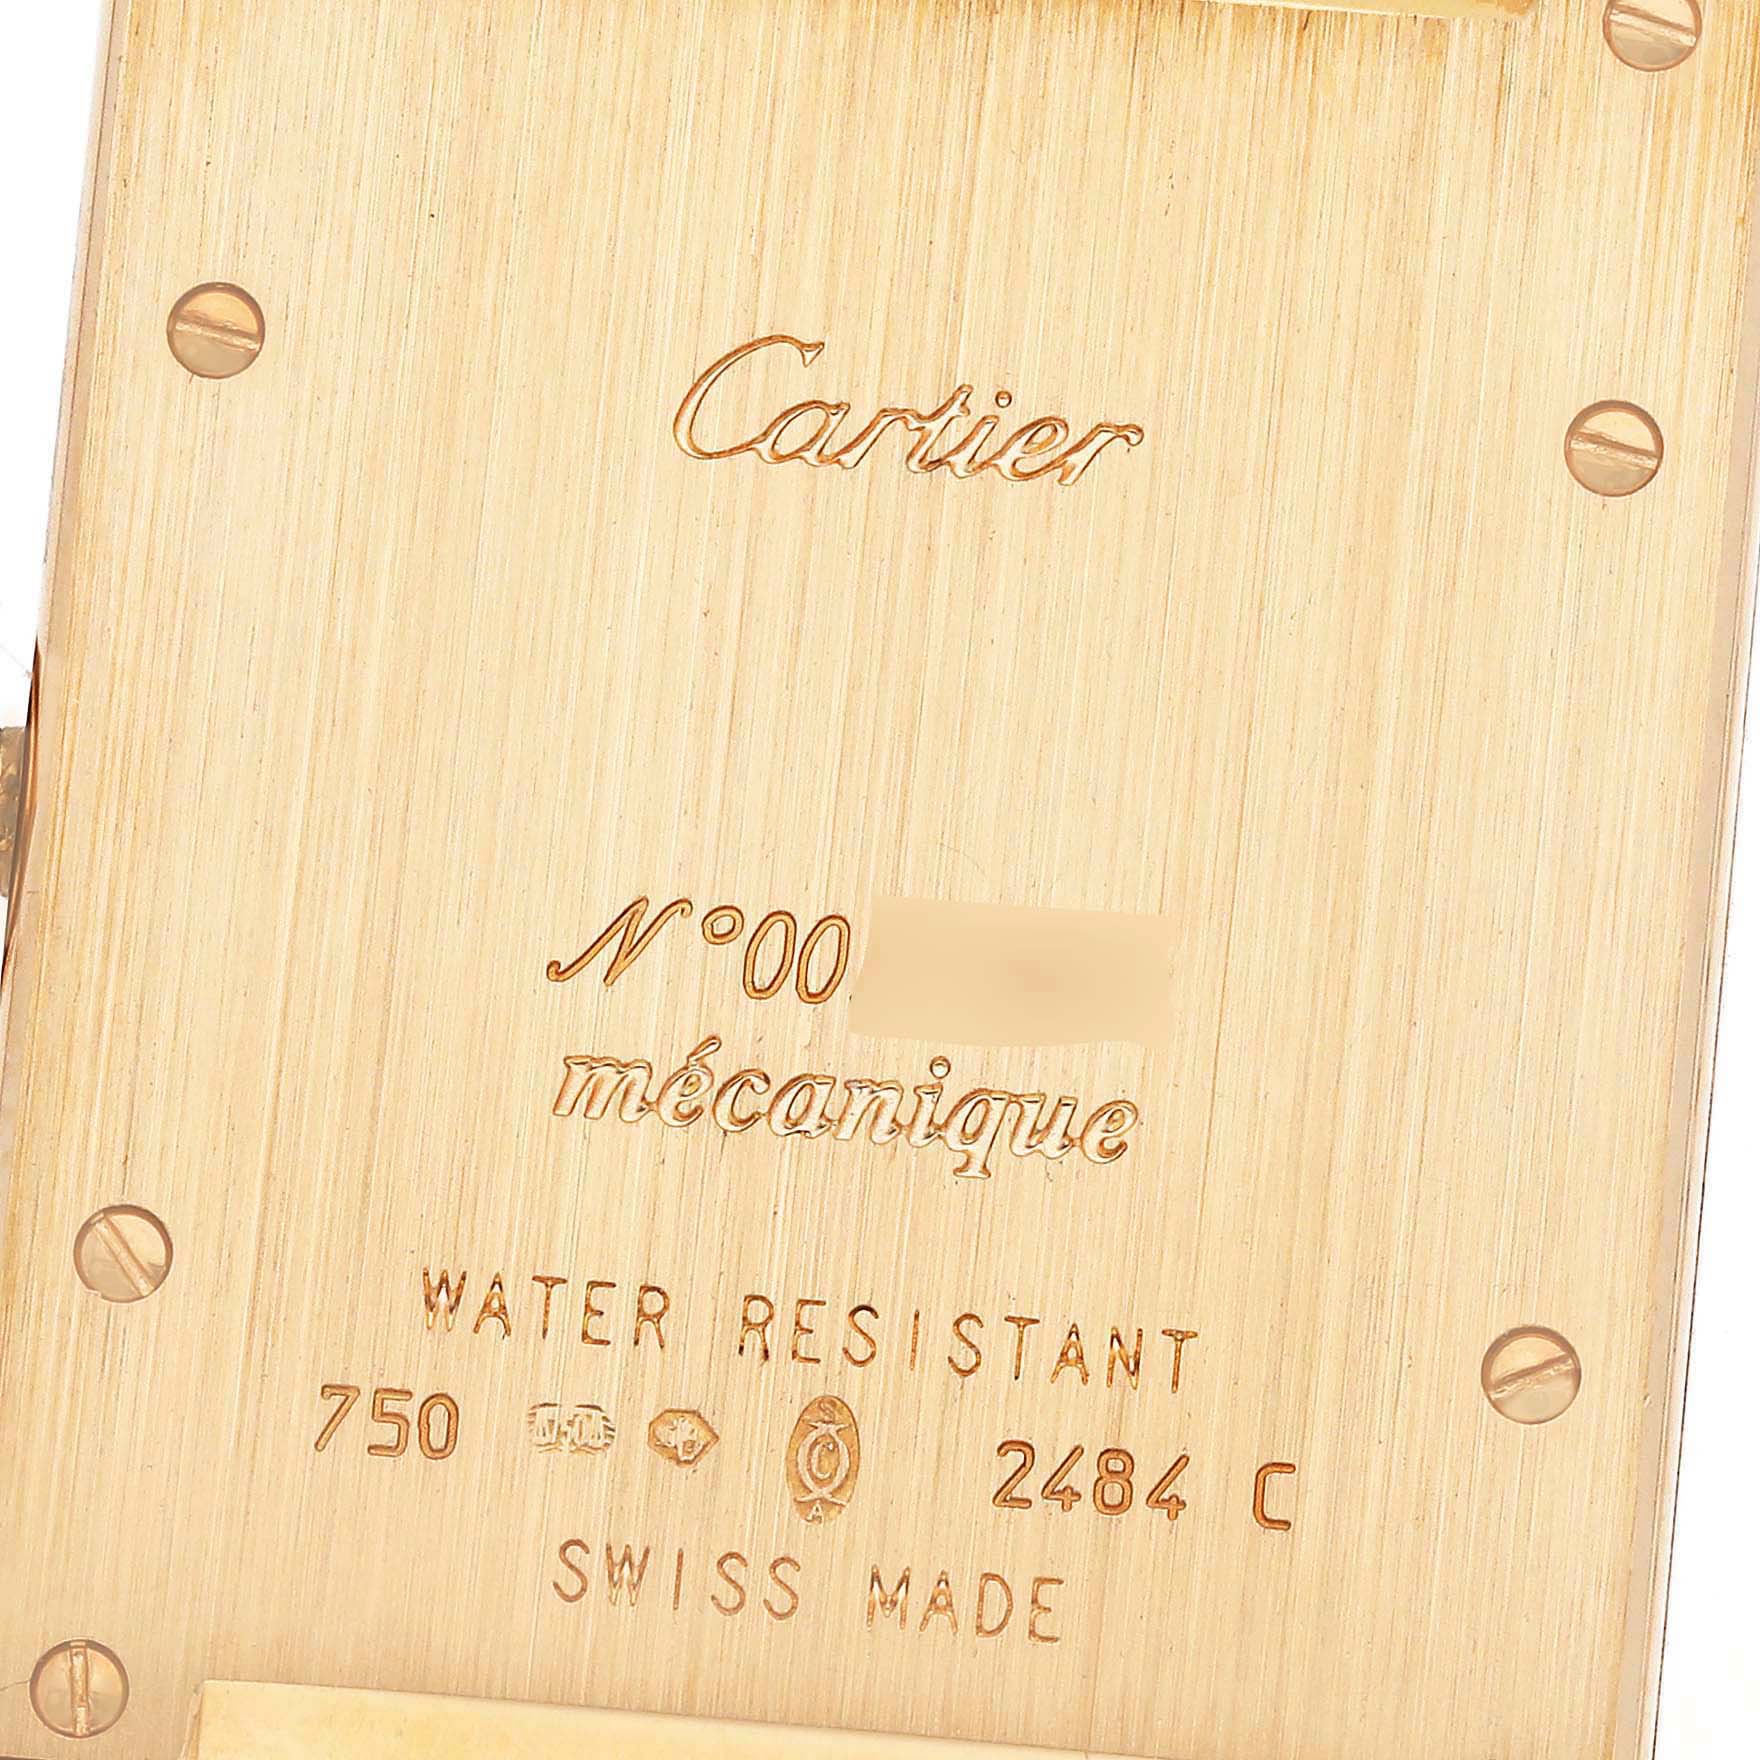 Cartier
N°00
mécanique
WATER RESISTANT
750 2484 C
SWISS MADE